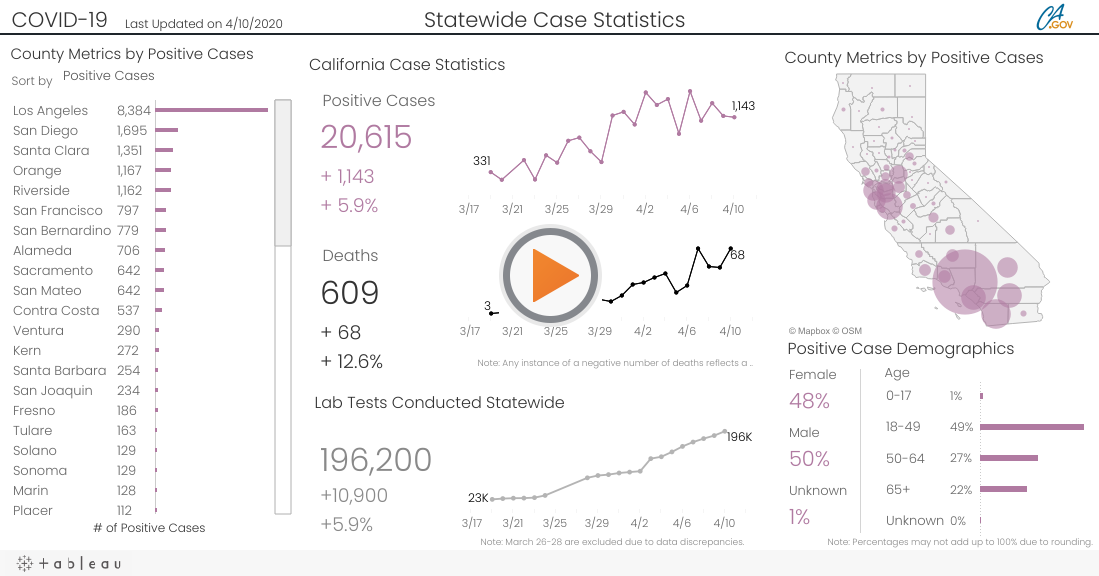 COVID-19 Last Updated on 4/10/2020
Statewide Case Statistics
CA
.GOV
County Metrics by Positive Cases
Sort by Positive Cases
Los Angeles 8,384
San Diego 1,695
Santa Clara 1,351
Orange 1,167
Riverside 1,162
San Francisco 797
San Bernardino 779
Alameda 706
Sacramento 642
San Mateo 642
Contra Costa 537
Ventura 290
Kern 272
Santa Barbara 254
San Joaquin 234
Fresno 186
Tulare 163
Solano 129
Sonoma 129
Marin 128
Placer 112
# of Positive Cases
California Case Statistics
Positive Cases
20,615
+ 1,143
+ 5.9%
331
1,143
3/17 3/21 3/25 3/29 4/2 4/6 4/10
Deaths
609
+ 68
+ 12.6%
3
68
3/17 3/21 3/25 3/29 4/2 4/6 4/10
Note: Any instance of a negative number of deaths reflects a ..
Lab Tests Conducted Statewide
196,200
+10,900
+5.9%
23K
196K
3/17 3/21 3/25 3/29 4/2 4/6 4/10
Note: March 26-28 are excluded due to data discrepancies.
County Metrics by Positive Cases
© Mapbox © OSM
Positive Case Demographics
Female
48%
Male
50%
Unknown
1%
Age
0-17 1%
18-49 49%
50-64 27%
65+ 22%
Unknown 0%
Note: Percentages may not add up to 100% due to rounding.
+ a b l e a u